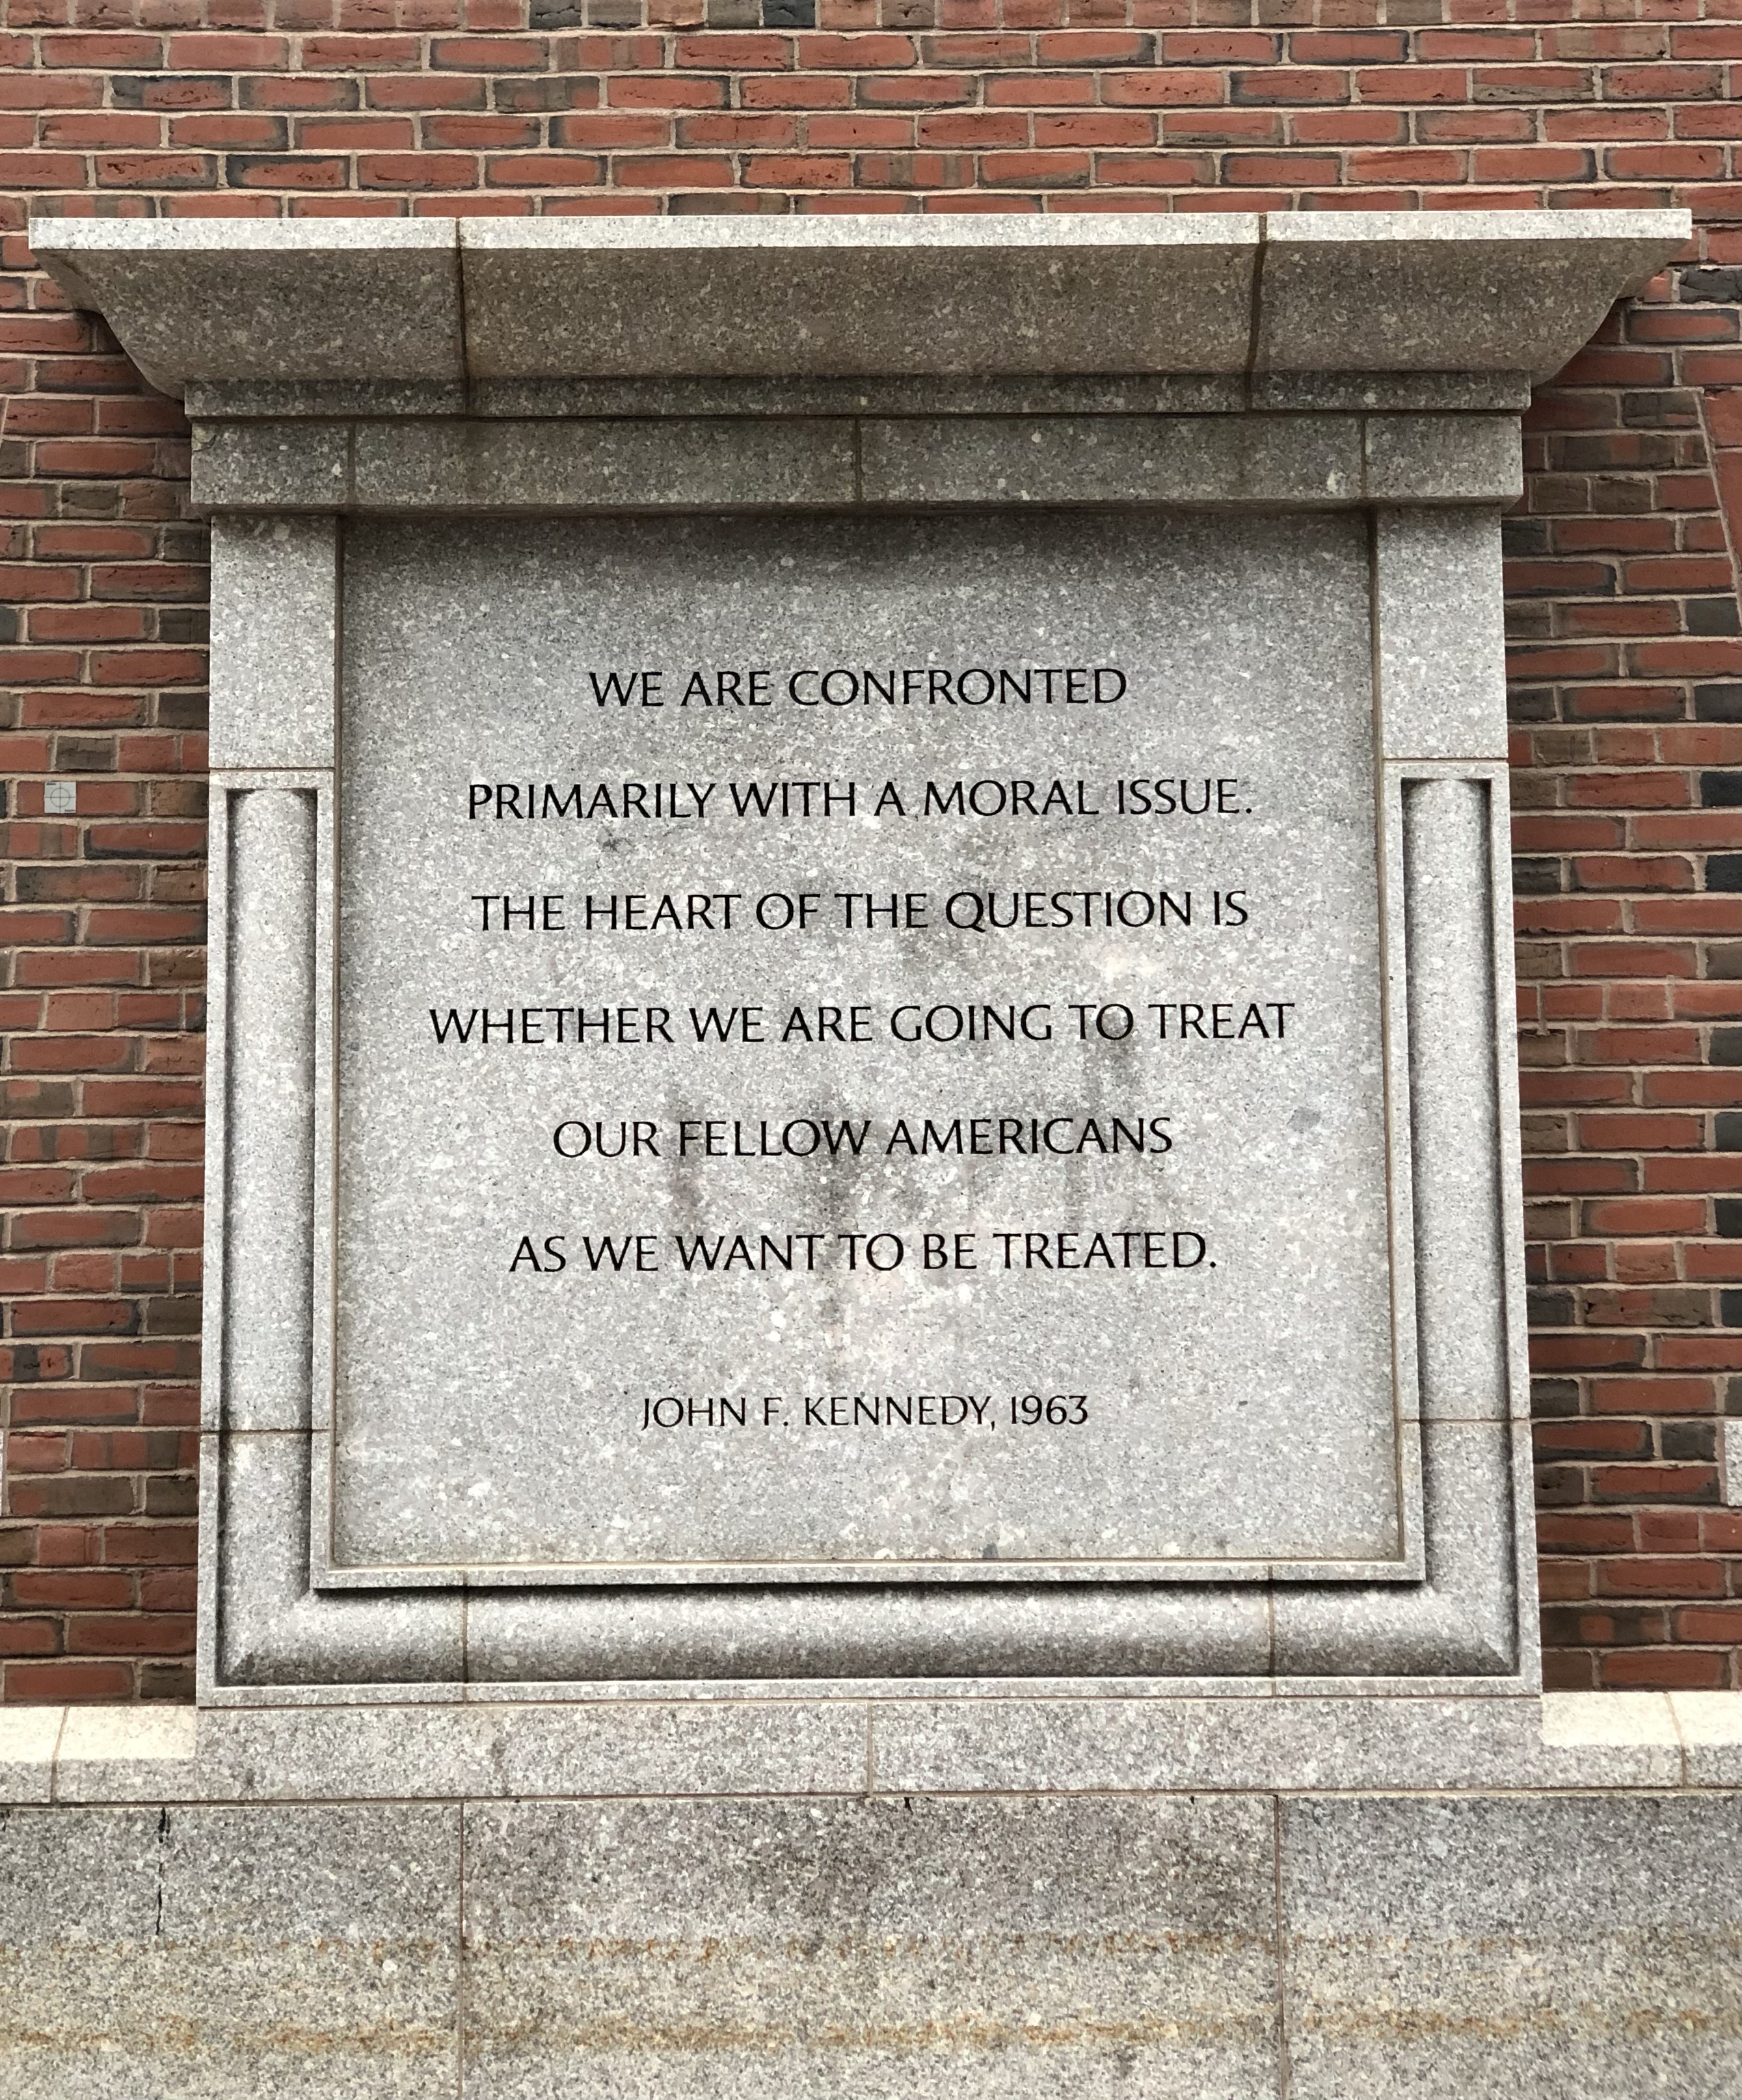 WE ARE CONFRONTED
PRIMARILY WITH A MORAL ISSUE.
THE HEART OF THE QUESTION IS
WHETHER WE ARE GOING TO TREAT
OUR FELLOW AMERICANS
AS WE WANT TO BE TREATED.
JOHN F. KENNEDY, 1963